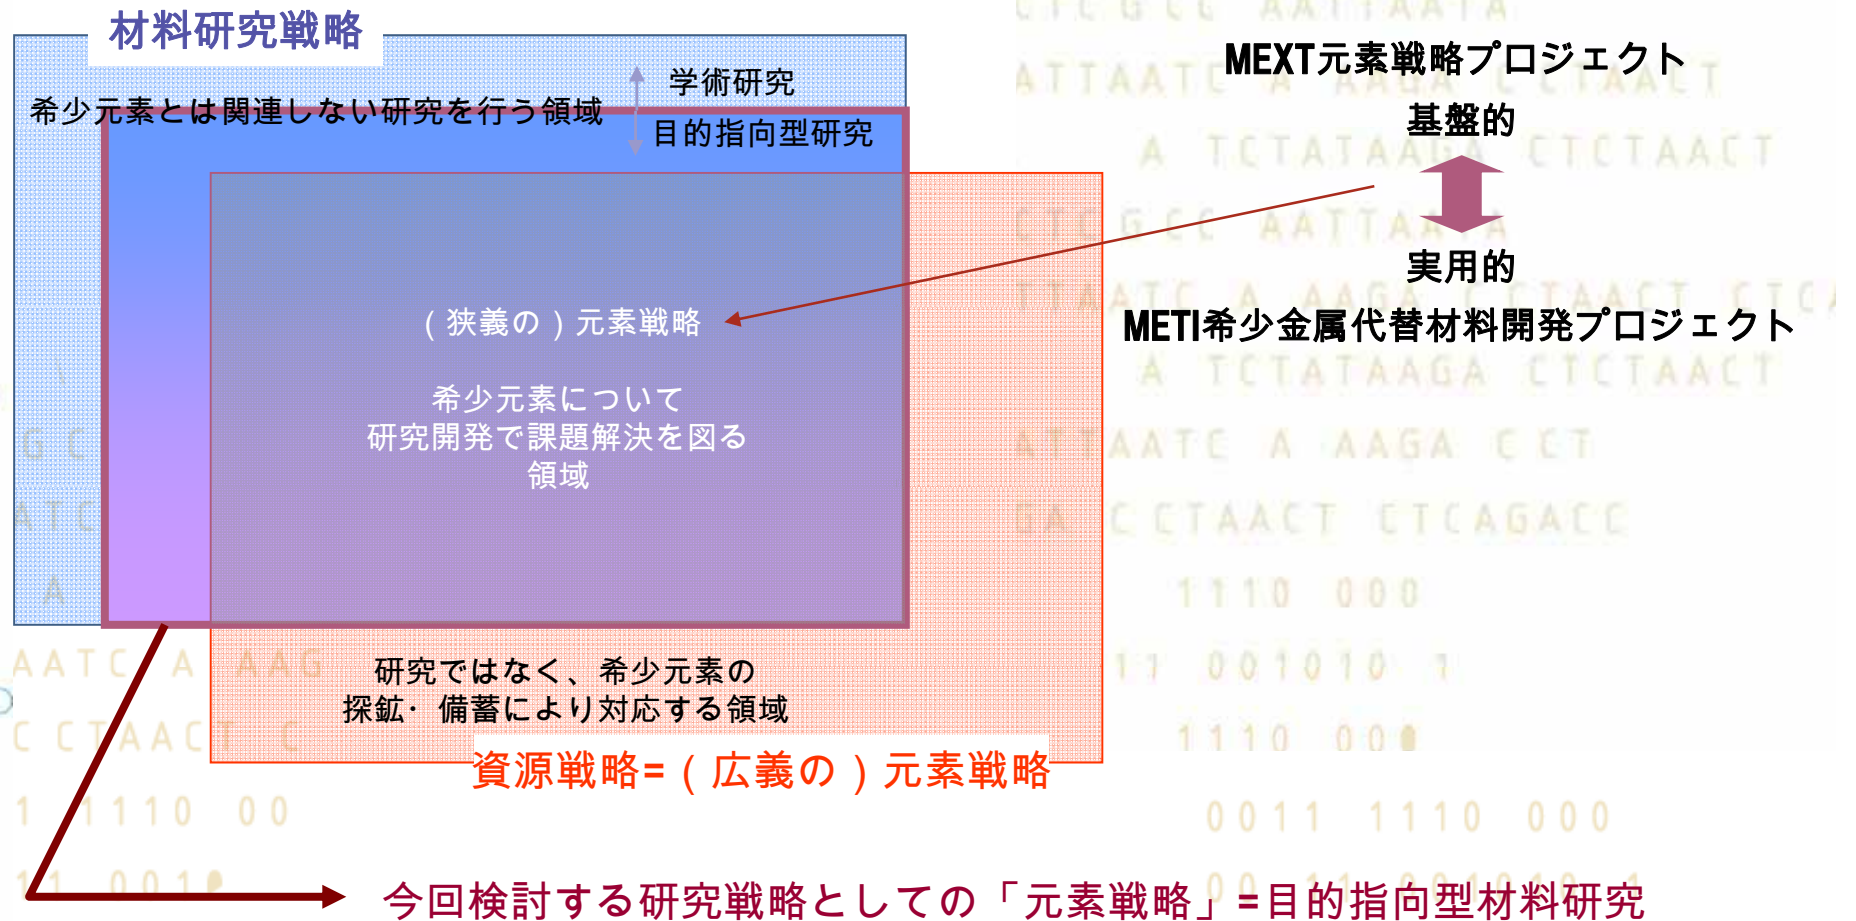 材料研究戦略
学術研究
希少元素とは関連しない研究を行う領域
目的指向型研究
MEXT元素戦略プロジェクト
基盤的
実用的
METI希少金属代替材料開発プロジェクト
(狭義の)元素戦略
希少元素について
研究開発で課題解決を図る
領域
研究ではなく、希少元素の
探鉱・備蓄により対応する領域
資源戦略=(広義の)元素戦略
今回検討する研究戦略としての「元素戦略」=目的指向型材料研究